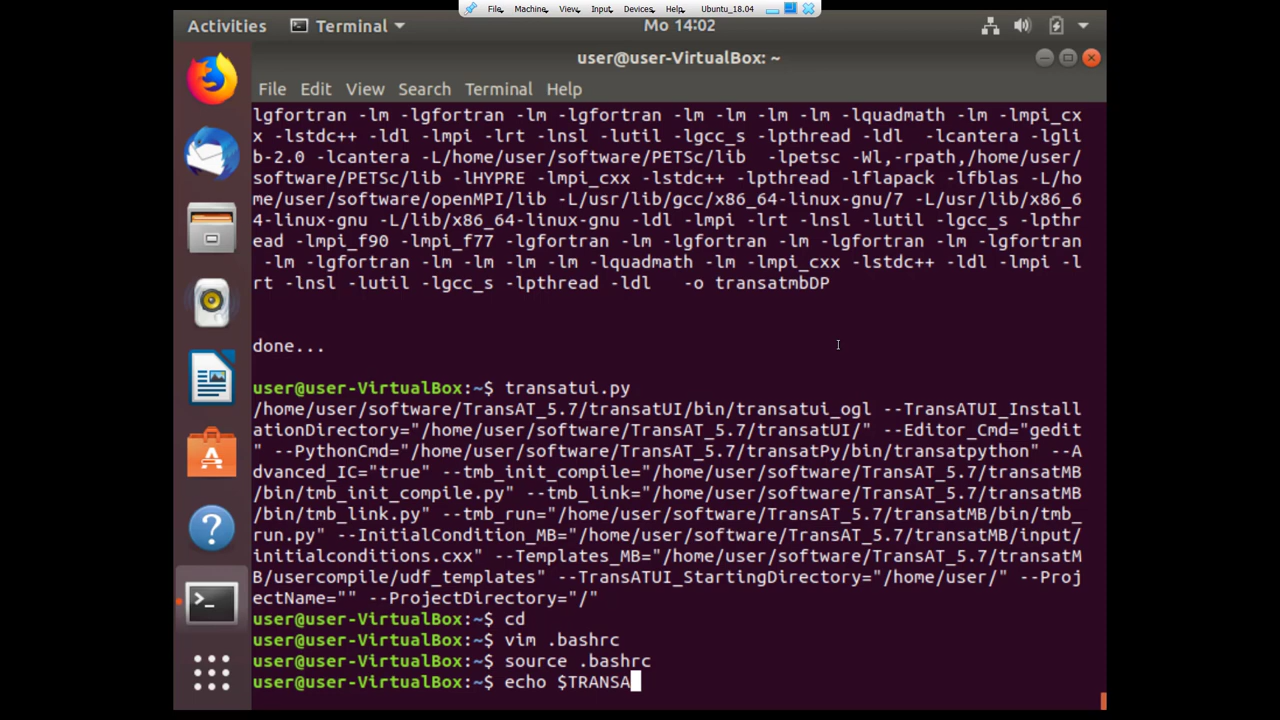 File Machine View Input Devices Help Ubuntu_18.04
Activities Terminal Mo 14:02
user@user-VirtualBox: ~
File Edit View Search Terminal Help
lgfortran -lm -lgfortran -lm -lgfortran -lm -lm -lm -lm -lquadmath -lm -lmpi_cx
x -lstdc++ -ldl -lmpi -lrt -lnsl -lutil -lgcc_s -lpthread -ldl  -lcantera -lgli
b-2.0 -lcantera -L/home/user/software/PETSc/lib  -lpetsc -Wl,-rpath,/home/user/
software/PETSc/lib -lHYPRE -lmpi_cxx -lstdc++ -lpthread -lflapack -lfblas -L/ho
me/user/software/openMPI/lib -L/usr/lib/gcc/x86_64-linux-gnu/7 -L/usr/lib/x86_6
4-linux-gnu -L/lib/x86_64-linux-gnu -ldl -lmpi -lrt -lnsl -lutil -lgcc_s -lpthr
ead -lmpi_f90 -lmpi_f77 -lgfortran -lm -lgfortran -lm -lgfortran -lm -lgfortran
-lm -lgfortran -lm -lm -lm -lquadmath -lm -lmpi_cxx -lstdc++ -ldl -lmpi -l
rt -lnsl -lutil -lgcc_s -lpthread -ldl   -o transatmbDP
done...
user@user-VirtualBox:~$ transatui.py
/home/user/software/TransAT_5.7/transatUI/bin/transatui_ogl --TransATUI_Install
ationDirectory="/home/user/software/TransAT_5.7/transatUI/" --Editor_Cmd="gedit
" --PythonCmd="/home/user/software/TransAT_5.7/transatPy/bin/transatpython" --A
dvanced_IC="true" --tmb_init_compile="/home/user/software/TransAT_5.7/transatMB
/bin/tmb_init_compile.py" --tmb_link="/home/user/software/TransAT_5.7/transatMB
/bin/tmb_link.py" --tmb_run="/home/user/software/TransAT_5.7/transatMB/bin/tmb_
run.py" --InitialCondition_MB="/home/user/software/TransAT_5.7/transatMB/input/
initialconditions.cxx" --Templates_MB="/home/user/software/TransAT_5.7/transatM
B/usercompile/udf_templates" --TransATUI_StartingDirectory="/home/user/" --Proj
ectName="" --ProjectDirectory="/"
user@user-VirtualBox:~$ cd
user@user-VirtualBox:~$ vim .bashrc
user@user-VirtualBox:~$ source .bashrc
user@user-VirtualBox:~$ echo $TRANSA